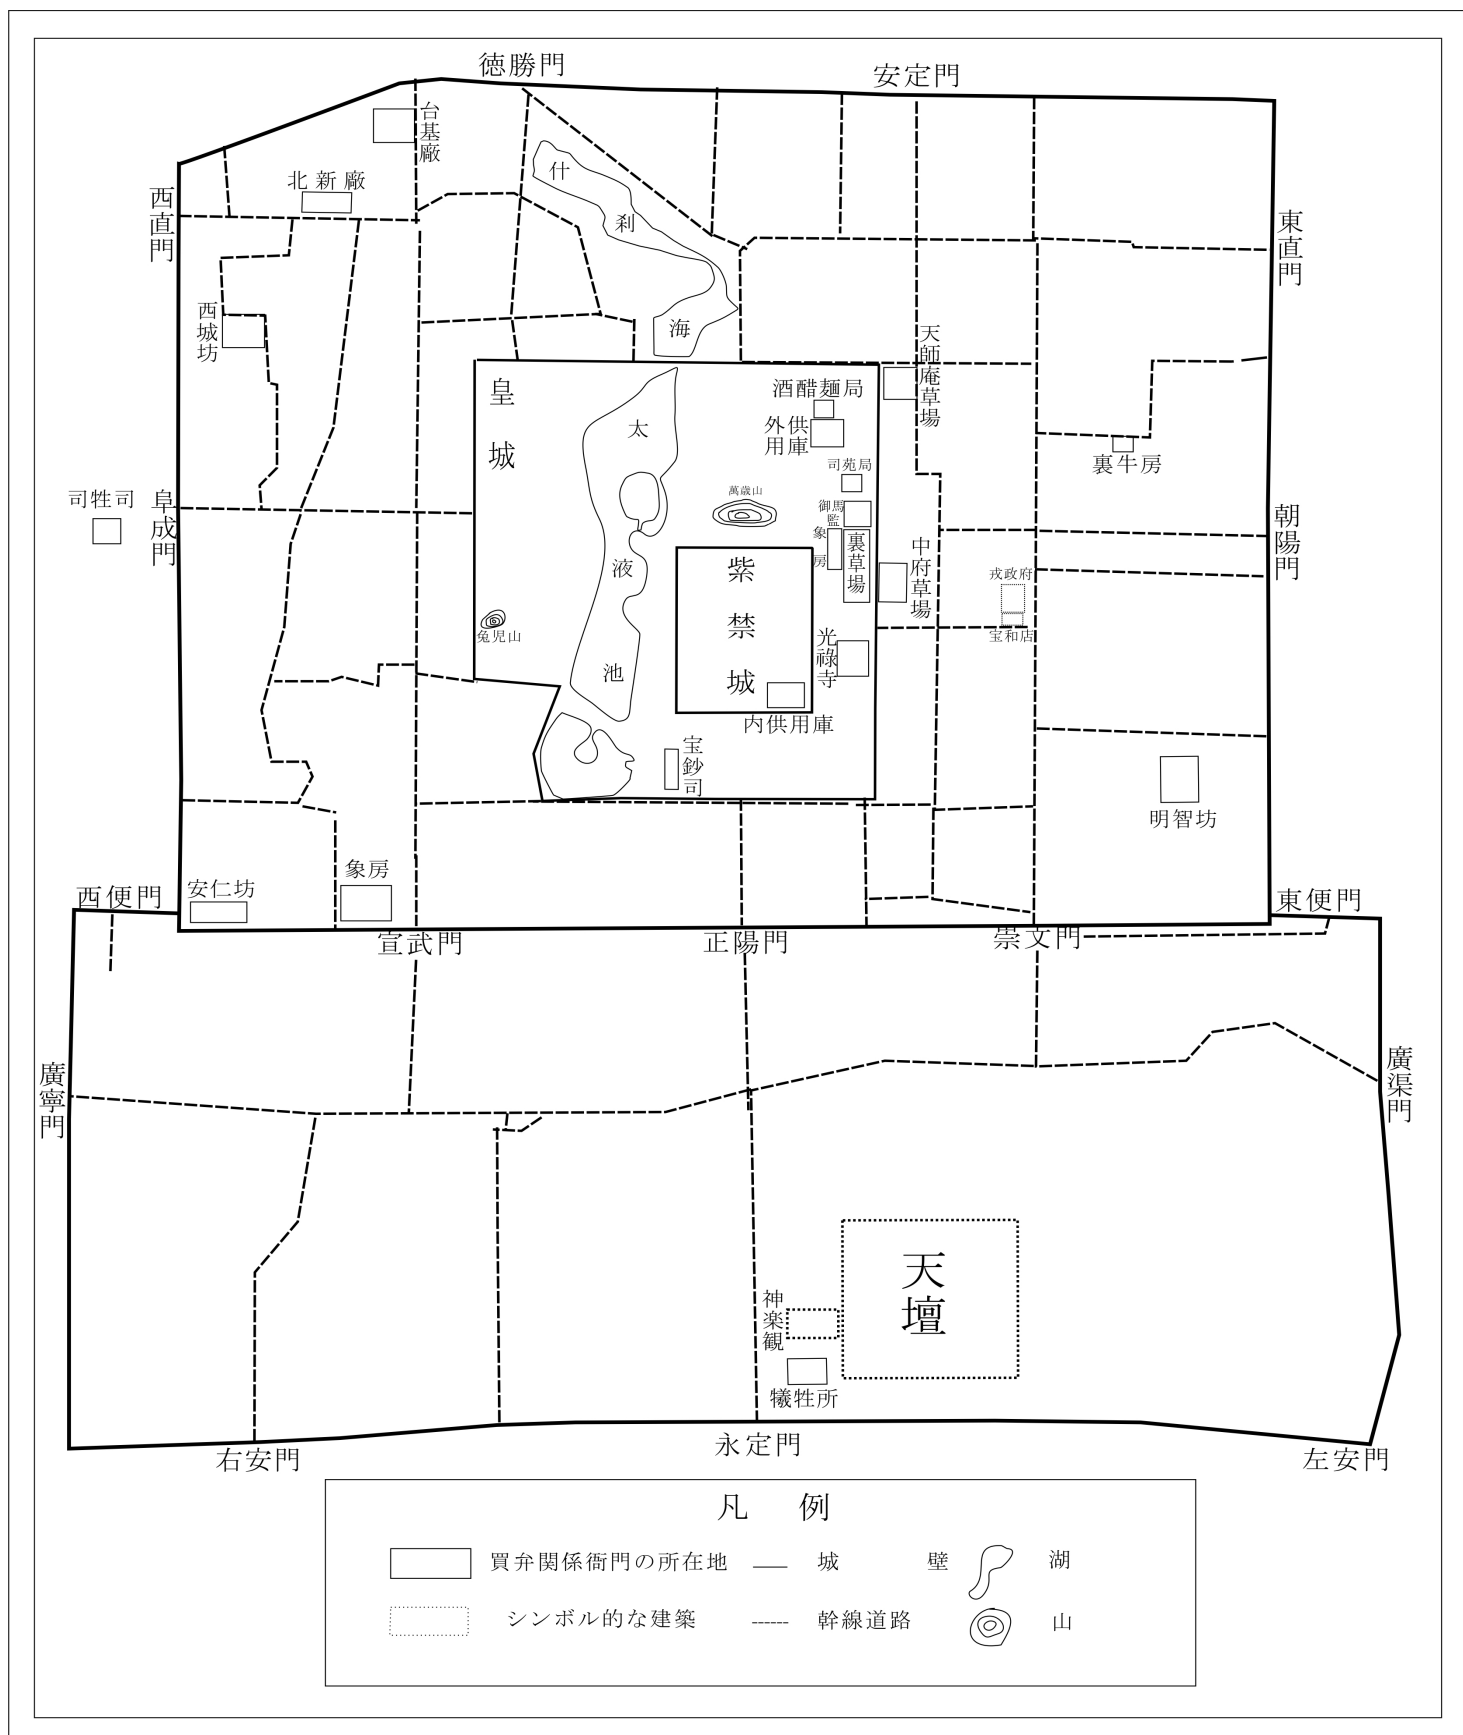 徳勝門
安定門
台基廠
北新廠
西直門
東直門
什
刹
海
西城坊
皇城
天師庵草場
酒醋麺局
外供
用庫
太
液
池
司苑局
萬歳山
御馬
監
象房
裏草場
裏牛房
司牲司
阜成門
朝陽門
紫禁城
中府草場
戎政府
宝和店
兔児山
光祿寺
内供用庫
宝鈔司
明智坊
象房
安仁坊
西便門
東便門
宣武門
正陽門
崇文門
廣寧門
廣渠門
天壇
神楽観
犠牲所
右安門
永定門
左安門
凡 例
買弁関係衙門の所在地
城 壁
湖
シンボル的な建築
幹線道路
山